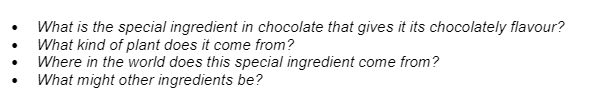 • What is the special ingredient in chocolate that gives it its chocolately flavour?
• What kind of plant does it come from?
• Where in the world does this special ingredient come from?
• What might other ingredients be?